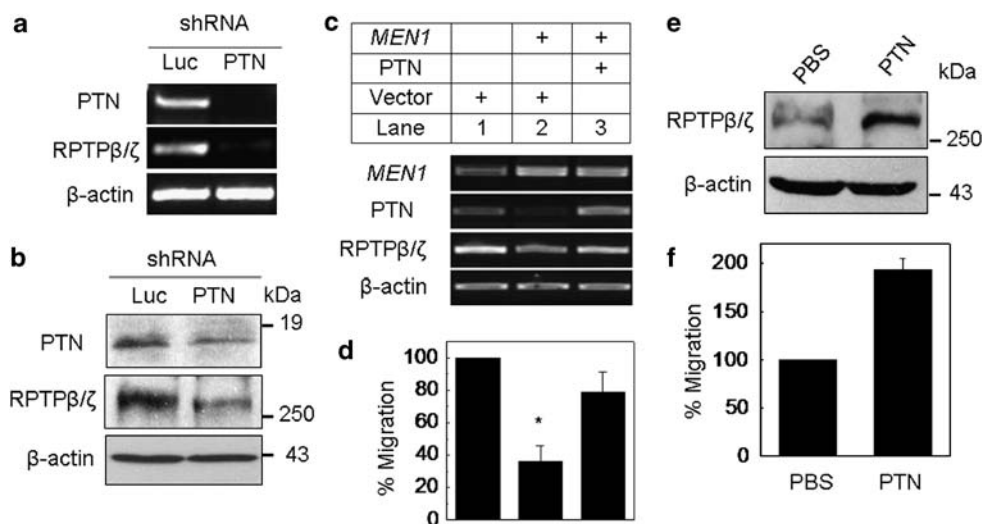 a
shRNA
Luc PTN
PTN
RPTPβ/ζ
β-actin
b
shRNA
Luc PTN kDa
PTN
19
RPTPβ/ζ
250
β-actin
43
c
MEN1 + +
PTN +
Vector + +
Lane 1 2 3
MEN1
PTN
RPTPβ/ζ
β-actin
d
% Migration
100
80
60
40
20
0
*
e
PBS PTN kDa
RPTPβ/ζ
250
β-actin
43
f
% Migration
200
150
100
50
0
PBS PTN